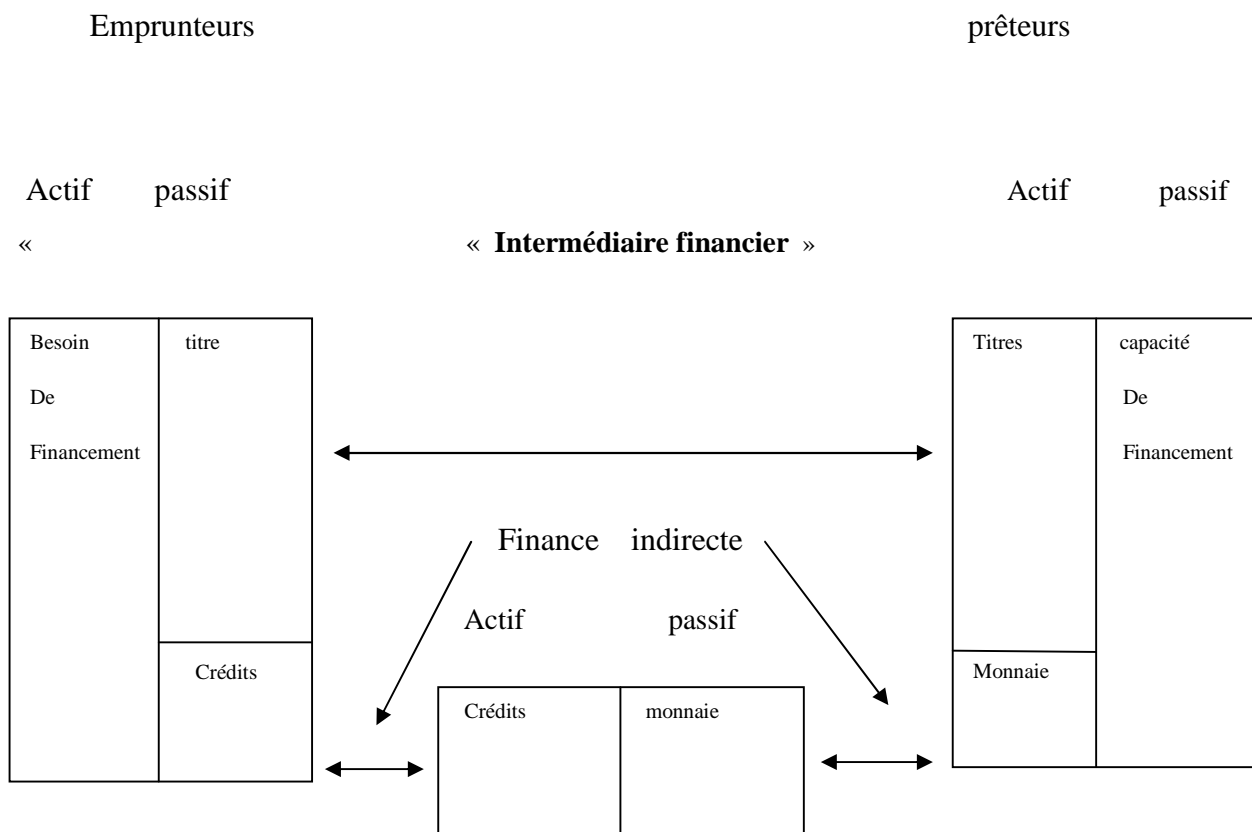 Emprunteurs prêteurs
Actif passif Actif passif
« « Intermédiaire financier »
Besoin titre Titres capacité
De De
Financement Financement
Finance indirecte
Actif passif
Crédits Monnaie
Crédits monnaie